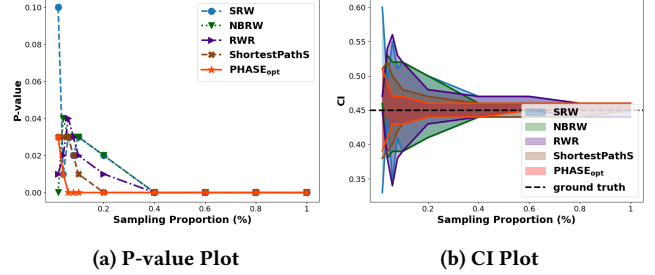 0.10
0.08
0.06
0.04
0.02
0.00
P-value
SRW
NBRW
RWR
ShortestPathS
PHASEopt
0.2 0.4 0.6 0.8 1
Sampling Proportion (%)
(a) P-value Plot
0.60
0.55
0.50
0.45
0.40
0.35
CI
SRW
NBRW
RWR
ShortestPathS
PHASEopt
ground truth
0.2 0.4 0.6 0.8 1
Sampling Proportion (%)
(b) CI Plot